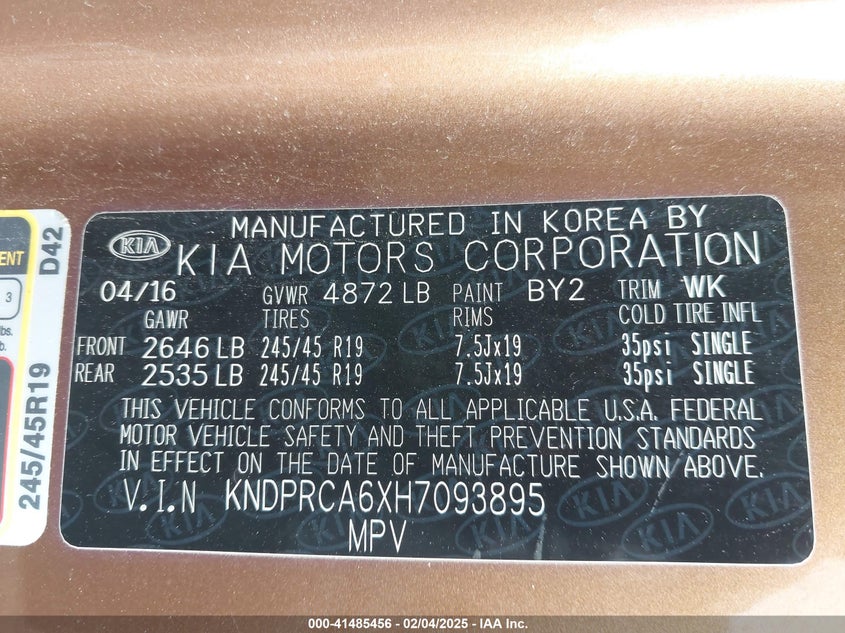 MANUFACTURED IN KOREA BY
KIA KIA MOTORS CORPORATION
04/16 GVWR 4872 LB PAINT BY2 TRIM WK
GAWR TIRES RIMS COLD TIRE INFL
FRONT 2646 LB 245/45 R19 7.5Jx19 35psi SINGLE
REAR 2535 LB 245/45 R19 7.5Jx19 35psi SINGLE
THIS VEHICLE CONFORMS TO ALL APPLICABLE U.S.A. FEDERAL
MOTOR VEHICLE SAFETY AND THEFT PREVENTION STANDARDS
IN EFFECT ON THE DATE OF MANUFACTURE SHOWN ABOVE.
V.I.N KNDPRCA6XH7093895
MPV
245/45R19 D42
3
lbs.
000-41485456 - 02/04/2025 - IAA Inc.